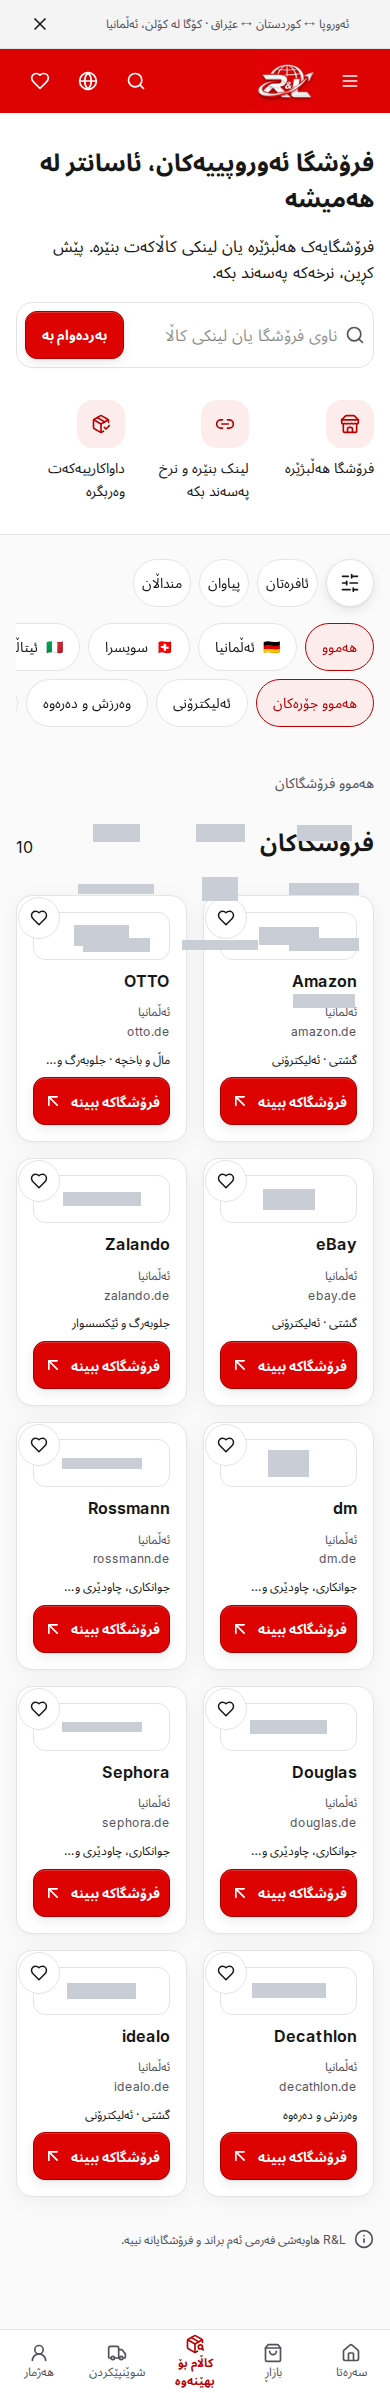 ئەوروپا ↔ کوردستان ↔ عێراق · کۆگا لە کۆلن، ئەڵمانیا
R&L
فرۆشگا ئەوروپییەکان، ئاسانتر لە
هەمیشە
فرۆشگایەک هەڵبژێرە یان لینکی کاڵاکەت بنێرە. پێش
کڕین، نرخەکە پەسەند بکە.
ناوی فرۆشگا یان لینکی کاڵا
بەردەوام بە
فرۆشگا هەڵبژێرە
لینک بنێرە و نرخ
پەسەند بکە
داواکارییەکەت
وەربگرە
ئافرەتان
پیاوان
منداڵان
هەموو
ئەڵمانیا
سویسرا
هەموو جۆرەکان
ئەلیکترۆنی
وەرزش و دەرەوە
هەموو فرۆشگاکان
فرۆشگاکان
10
Amazon
ئەڵمانیا
amazon.de
گشتی · ئەلیکترۆنی
فرۆشگاکە ببینە
OTTO
ئەڵمانیا
otto.de
ماڵ و باخچە · جلوبەرگ و...
فرۆشگاکە ببینە
eBay
ئەڵمانیا
ebay.de
گشتی · ئەلیکترۆنی
فرۆشگاکە ببینە
Zalando
ئەڵمانیا
zalando.de
جلوبەرگ و ئێکسسوار
فرۆشگاکە ببینە
dm
ئەڵمانیا
dm.de
جوانکاری، چاودێری و...
فرۆشگاکە ببینە
Rossmann
ئەڵمانیا
rossmann.de
جوانکاری، چاودێری و...
فرۆشگاکە ببینە
Douglas
ئەڵمانیا
douglas.de
جوانکاری، چاودێری و...
فرۆشگاکە ببینە
Sephora
ئەڵمانیا
sephora.de
جوانکاری، چاودێری و...
فرۆشگاکە ببینە
Decathlon
ئەڵمانیا
decathlon.de
وەرزش و دەرەوە
فرۆشگاکە ببینە
idealo
ئەڵمانیا
idealo.de
گشتی · ئەلیکترۆنی
فرۆشگاکە ببینە
R&L هاوبەشی فەرمی ئەم براند و فرۆشگایانە نییە.
سەرەتا
بازاڕ
کاڵام بۆ
بهێنەوە
شوێنپێکردن
هەژمار